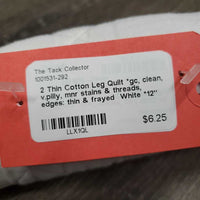 The Tack Collector
1001531-292
2 Thin Cotton Leg Quilt *gc, clean,
v.pilly, mnr stains & threads,
edges: thin & frayed White *12"
LLX1QL
$6.25